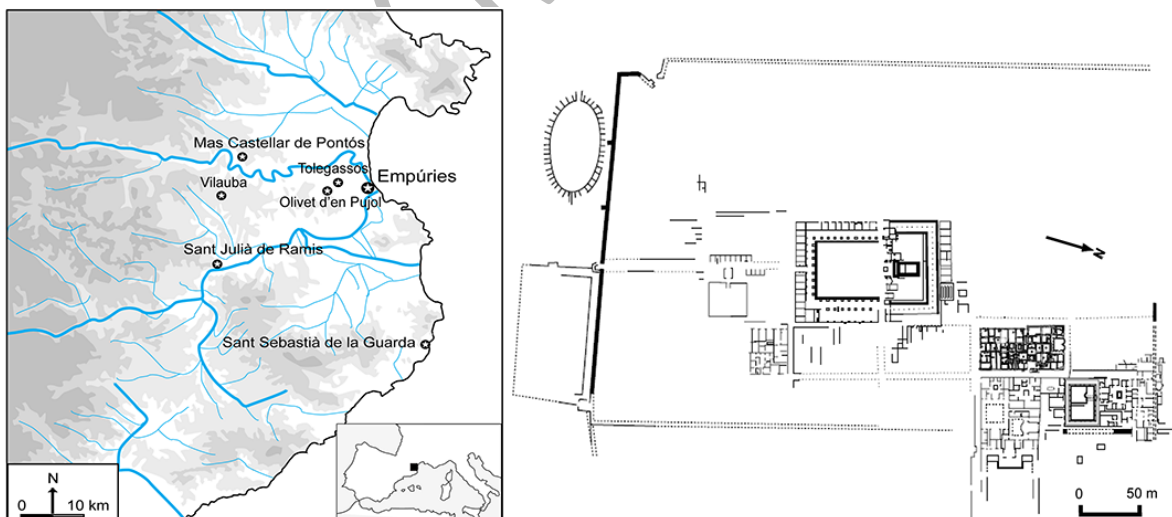 Mas Castellar de Pontós
Tolegassos
Empúries
Vilauba
Olivet d'en Pujol
Sant Julià de Ramis
Sant Sebastià de la Guarda
N
0 10 km
N
0 50 m